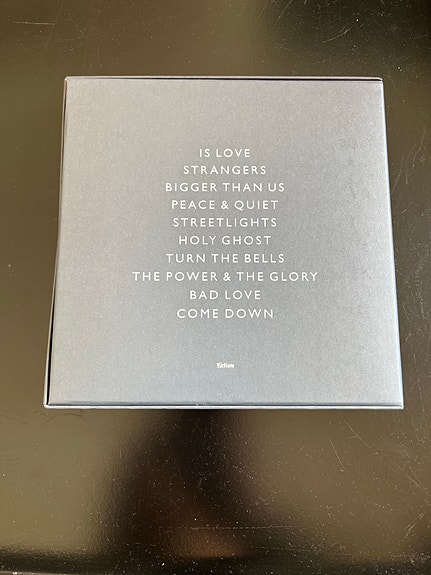 IS LOVE
STRANGERS
BIGGER THAN US
PEACE & QUIET
STREETLIGHTS
HOLY GHOST
TURN THE BELLS
THE POWER & THE GLORY
BAD LOVE
COME DOWN
fiction